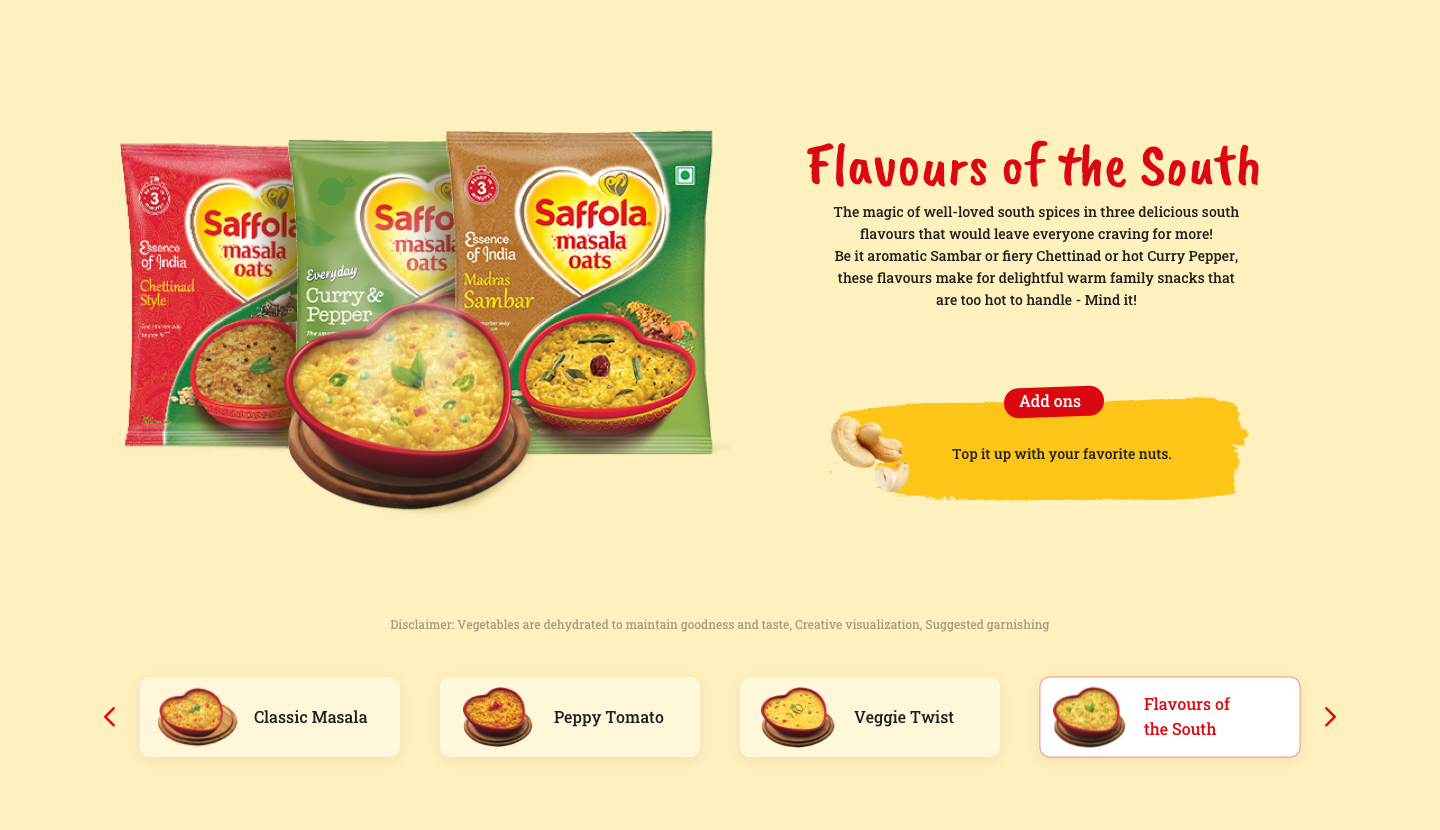 3
Saffola
masala
oats
Essence
of India
Chettinad
Style
Saffo
masala
oats
Everyday
Curry &
Pepper
3
Saffola
masala
oats
Essence
of India
Madras
Sambar
Flavours of the South
The magic of well-loved south spices in three delicious south
flavours that would leave everyone craving for more!
Be it aromatic Sambar or fiery Chettinad or hot Curry Pepper,
these flavours make for delightful warm family snacks that
are too hot to handle - Mind it!
Add ons
Top it up with your favorite nuts.
Disclaimer: Vegetables are dehydrated to maintain goodness and taste, Creative visualization, Suggested garnishing
Classic Masala
Peppy Tomato
Veggie Twist
Flavours of
the South